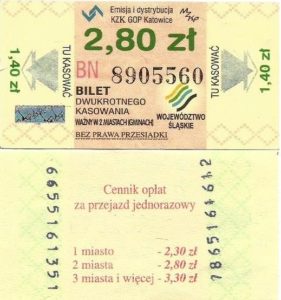 Emisja i dystrybucja
KZK GOP Katowice
2,80 zł
1,40 zł
TU KASOWAĆ
TU KASOWAĆ
1,40 zł
BN 8905560
BILET
DWUKROTNEGO
KASOWANIA
WAŻNY W 2 MIASTACH (GMINACH)
BEZ PRAWA PRZESIADKI
WOJEWÓDZTWO
ŚLĄSKIE
Cennik opłat
za przejazd jednorazowy
1 miasto - 2,30 zł
2 miasta - 2,80 zł
3 miasta i więcej - 3,30 zł